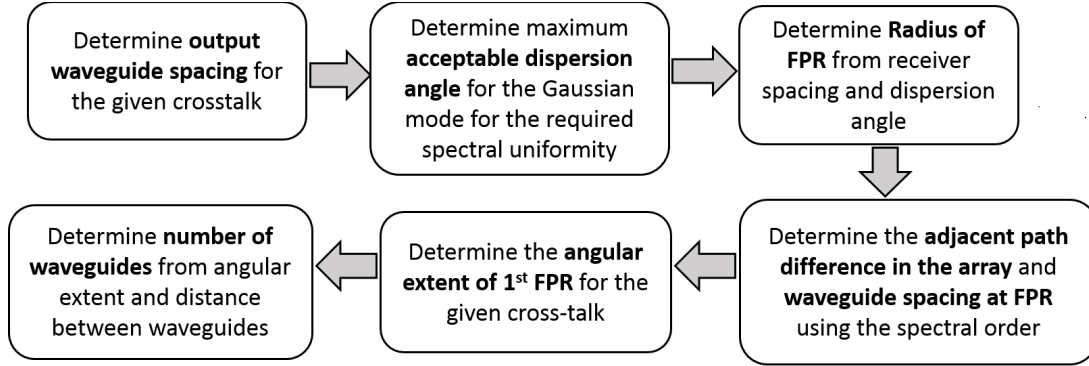 Determine output
waveguide spacing for
the given crosstalk
Determine maximum
acceptable dispersion
angle for the Gaussian
mode for the required
spectral uniformity
Determine Radius of
FPR from receiver
spacing and dispersion
angle
Determine the adjacent path
difference in the array and
waveguide spacing at FPR
using the spectral order
Determine the angular
extent of 1st FPR for the
given cross-talk
Determine number of
waveguides from angular
extent and distance
between waveguides